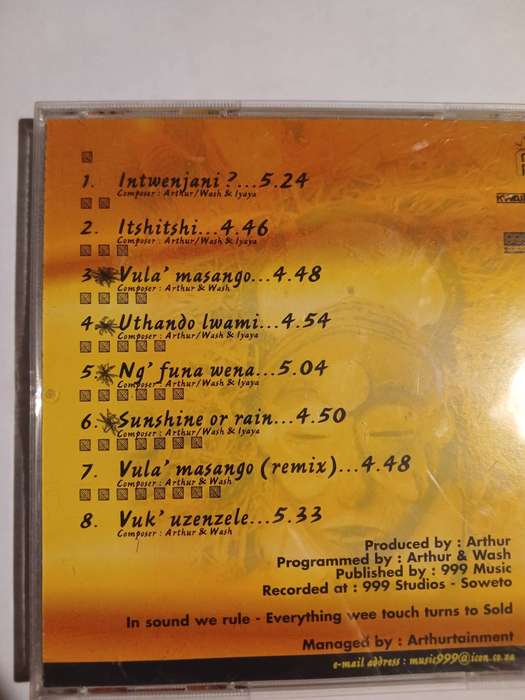 1. Intwenjani ?...5.24
Composer : Arthur/Wash & Iyaya
2. Itshitshi...4.46
Composer : Arthur/Wash & Iyaya
3 Vula' masango...4.48
Composer : Arthur & Wash
4 Uthando lwami...4.54
Composer : Arthur/Wash & Iyaya
5 Ng' funa wena...5.04
Composer : Arthur/Wash & Iyaya
6. Sunshine or rain...4.50
Composer : Arthur/Wash & Iyaya
7. Vula' masango (remix)...4.48
Composer : Arthur & Wash
8. Vuk' uzenzele...5.33
Composer : Arthur & Wash
Produced by : Arthur
Programmed by : Arthur & Wash
Published by : 999 Music
Recorded at : 999 Studios - Soweto
In sound we rule - Everything wee touch turns to Sold
Managed by : Arthurtainment
e-mail address : music999@icon.co.za